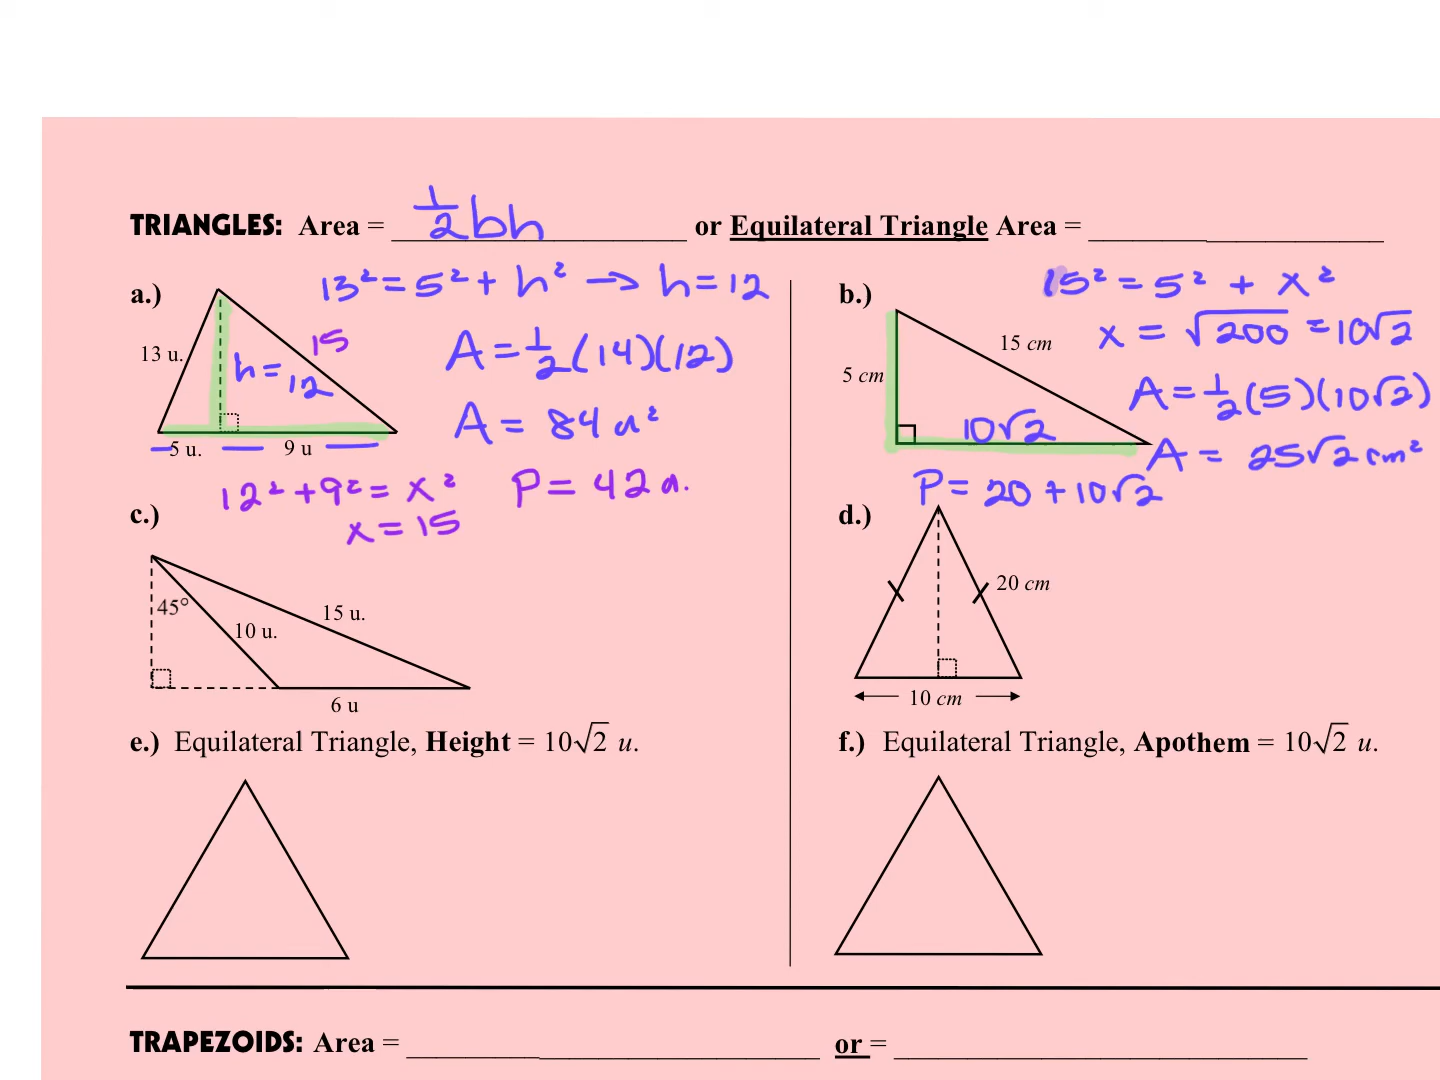 TRIANGLES: Area = ½bh or Equilateral Triangle Area =
a.) 13² = 5² + h² → h = 12
13 u.
h = 12
15
A = ½(14)(12)
A = 84 u²
5 u. 9 u
12² + 9² = x² P = 42 u.
x = 15
b.) 15² = 5² + x²
x = √200 = 10√2
15 cm
5 cm
A = ½(5)(10√2)
10√2
A = 25√2 cm²
P = 20 + 10√2
c.)
45°
15 u.
10 u.
6 u
d.)
20 cm
10 cm
e.) Equilateral Triangle, Height = 10√2 u.
f.) Equilateral Triangle, Apothem = 10√2 u.
TRAPEZOIDS: Area = or =